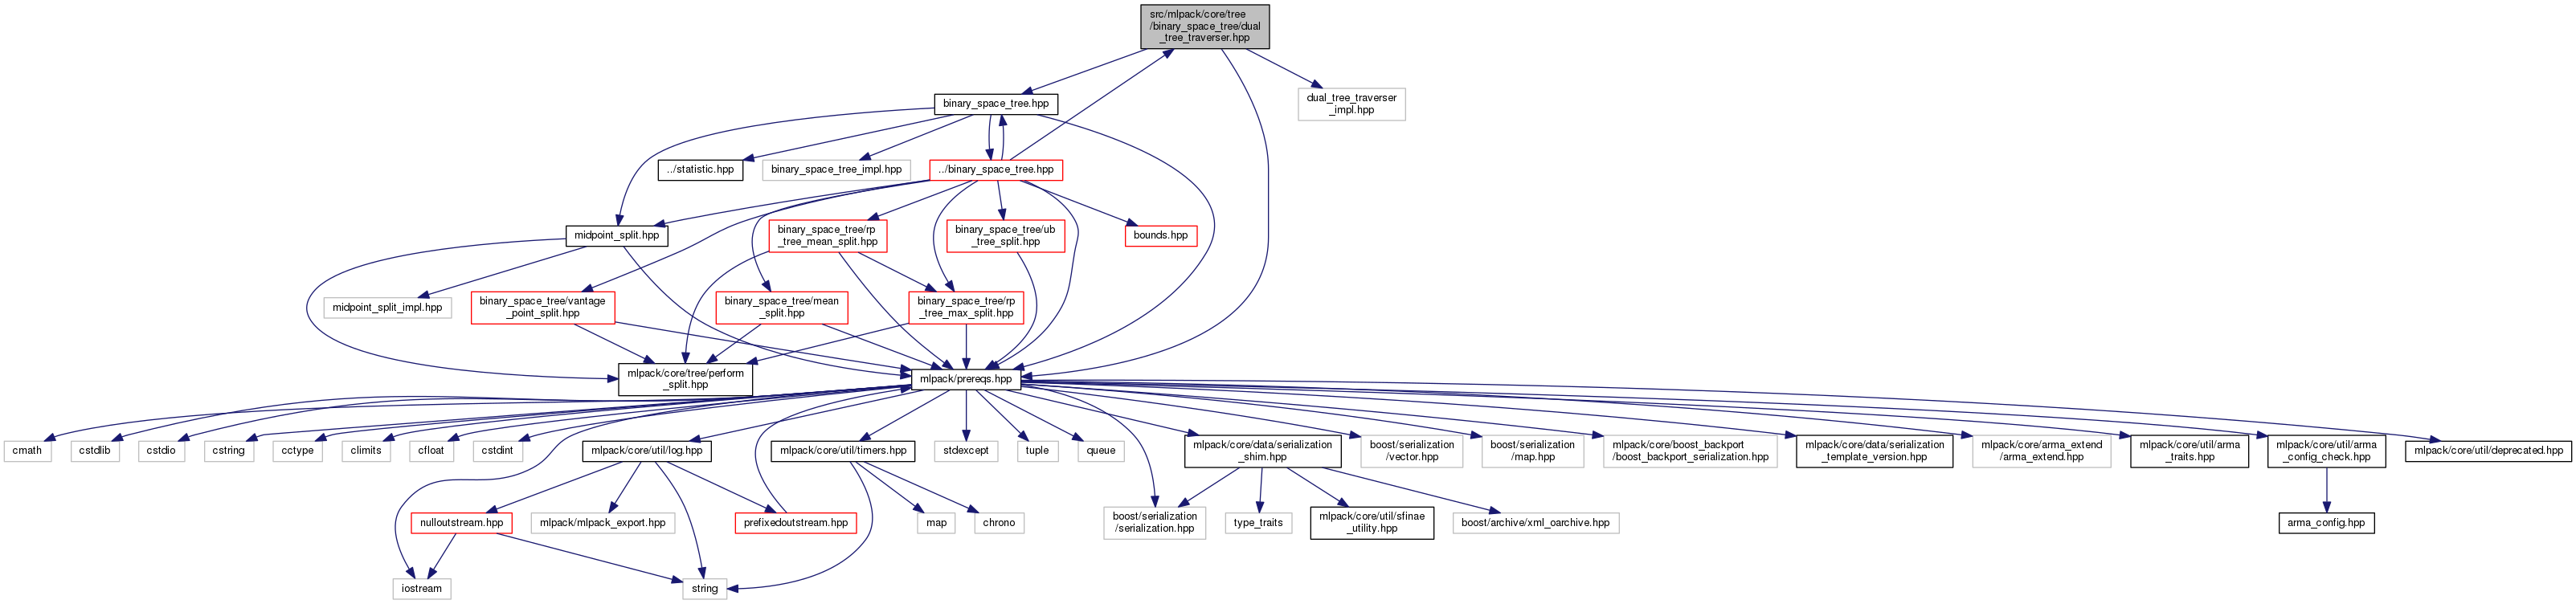 src/mlpack/core/tree
/binary_space_tree/dual
_tree_traverser.hpp
binary_space_tree.hpp
dual_tree_traverser
_impl.hpp
../statistic.hpp
binary_space_tree_impl.hpp
../binary_space_tree.hpp
midpoint_split.hpp
binary_space_tree/rp
_tree_mean_split.hpp
binary_space_tree/ub
_tree_split.hpp
bounds.hpp
midpoint_split_impl.hpp
binary_space_tree/vantage
_point_split.hpp
binary_space_tree/mean
_split.hpp
binary_space_tree/rp
_tree_max_split.hpp
mlpack/core/tree/perform
_split.hpp
mlpack/prereqs.hpp
cmath
cstdlib
cstdio
cstring
cctype
climits
cfloat
cstdint
mlpack/core/util/log.hpp
mlpack/core/util/timers.hpp
stdexcept
tuple
queue
mlpack/core/data/serialization
_shim.hpp
boost/serialization
/vector.hpp
boost/serialization
/map.hpp
mlpack/core/boost_backport
/boost_backport_serialization.hpp
mlpack/core/data/serialization
_template_version.hpp
mlpack/core/arma_extend
/arma_extend.hpp
mlpack/core/util/arma
_traits.hpp
mlpack/core/util/arma
_config_check.hpp
mlpack/core/util/deprecated.hpp
nulloutstream.hpp
mlpack/mlpack_export.hpp
prefixedoutstream.hpp
map
chrono
boost/serialization
/serialization.hpp
type_traits
mlpack/core/util/sfinae
_utility.hpp
boost/archive/xml_oarchive.hpp
arma_config.hpp
iostream
string